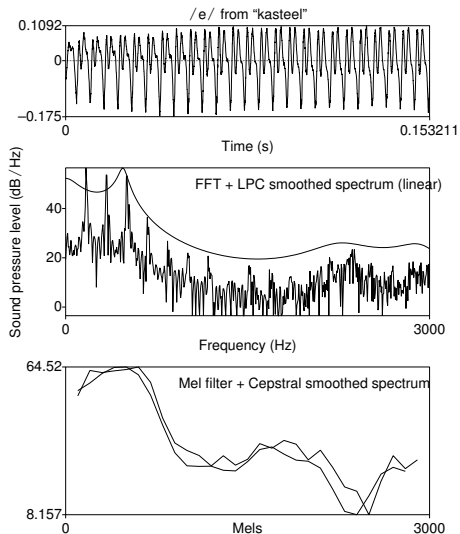 /e/ from “kasteel”
0.1092
0
–0.175
0
0.153211
Time (s)
Sound pressure level (dB / Hz)
FFT + LPC smoothed spectrum (linear)
40
20
0
0
3000
Frequency (Hz)
64.52
Mel filter + Cepstral smoothed spectrum
8.157
0
3000
Mels